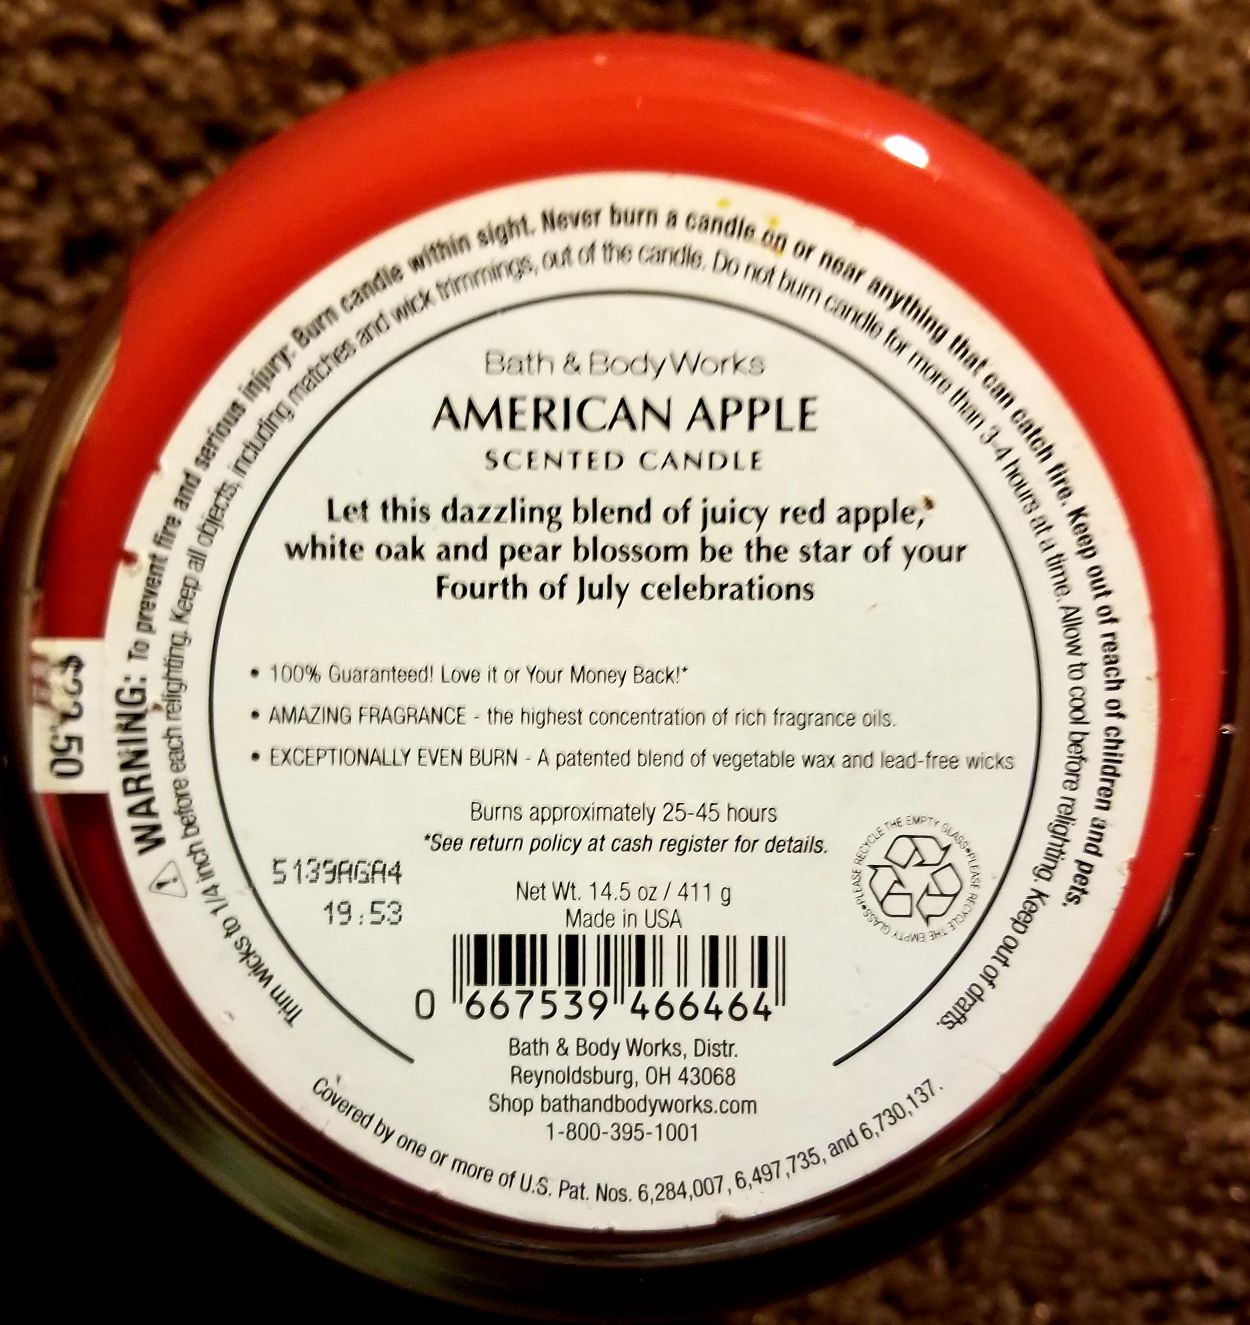 ⚠ WARNING: To prevent fire and serious injury: Burn candle within sight. Never burn a candle on or near anything that can catch fire. Keep out of reach of children and pets.
Trim wicks to 1/4 inch before each relighting. Keep all objects, including matches and wick trimmings, out of the candle. Do not burn candle for more than 3-4 hours at a time. Allow to cool before relighting. Keep out of drafts.
Bath & Body Works
AMERICAN APPLE
SCENTED CANDLE
Let this dazzling blend of juicy red apple,
white oak and pear blossom be the star of your
Fourth of July celebrations
• 100% Guaranteed! Love it or Your Money Back!*
• AMAZING FRAGRANCE - the highest concentration of rich fragrance oils.
• EXCEPTIONALLY EVEN BURN - A patented blend of vegetable wax and lead-free wicks
Burns approximately 25-45 hours
*See return policy at cash register for details.
5139AGA4
19:53
Net Wt. 14.5 oz / 411 g
Made in USA
PLEASE RECYCLE THE EMPTY GLASS•PLEASE RECYCLE THE EMPTY GLASS•
0 667539 466464
Bath & Body Works, Distr.
Reynoldsburg, OH 43068
Shop bathandbodyworks.com
1-800-395-1001
Covered by one or more of U.S. Pat. Nos. 6,284,007, 6,497,735, and 6,730,137.
$22.50